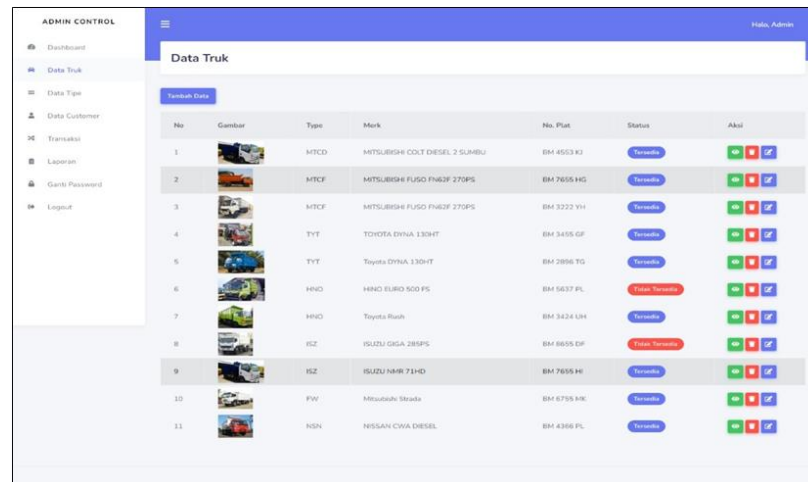 ADMIN CONTROL
Halo, Admin
Dashboard
Data Truk
Data Tipe
Data Customer
Transaksi
Laporan
Ganti Password
Logout
Data Truk
Tambah Data
No Gambar Type Merk No. Plat Status Aksi
1 MTCD MITSUBISHI COLT DIESEL 2 SUMBU BM 4553 KJ Tersedia
2 MTCF MITSUBISHI FUSO FN62F 270PS BM 7655 HG Tersedia
3 MTCF MITSUBISHI FUSO FN62F 270PS BM 3222 YH Tersedia
4 TYT TOYOTA DYNA 130HT BM 3455 GF Tersedia
5 TYT Toyota DYNA 130HT BM 2896 TG Tersedia
6 HNO HINO EURO 500 PS BM 5637 PL Tidak Tersedia
7 HNO Toyota Rush BM 3424 UH Tersedia
8 ISZ ISUZU GIGA 285PS BM 8655 DF Tidak Tersedia
9 ISZ ISUZU NMR 71HD BM 7655 HI Tersedia
10 FW Mitsubishi Strada BM 6755 MK Tersedia
11 NSN NISSAN CWA DIESEL BM 4366 PL Tersedia